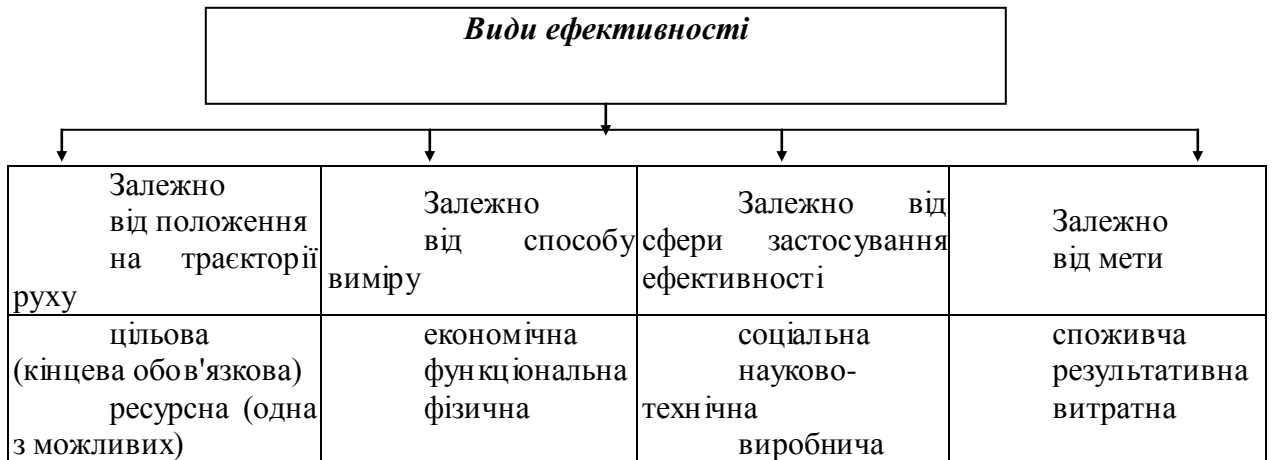 Види ефективності
Залежно
від положення
на траєкторії
руху
Залежно
від способу
виміру
Залежно від
сфери застосування
ефективності
Залежно
від мети
цільова
(кінцева обов'язкова)
ресурсна (одна
з можливих)
економічна
функціональна
фізична
соціальна
науково-
технічна
виробнича
споживча
результативна
витратна